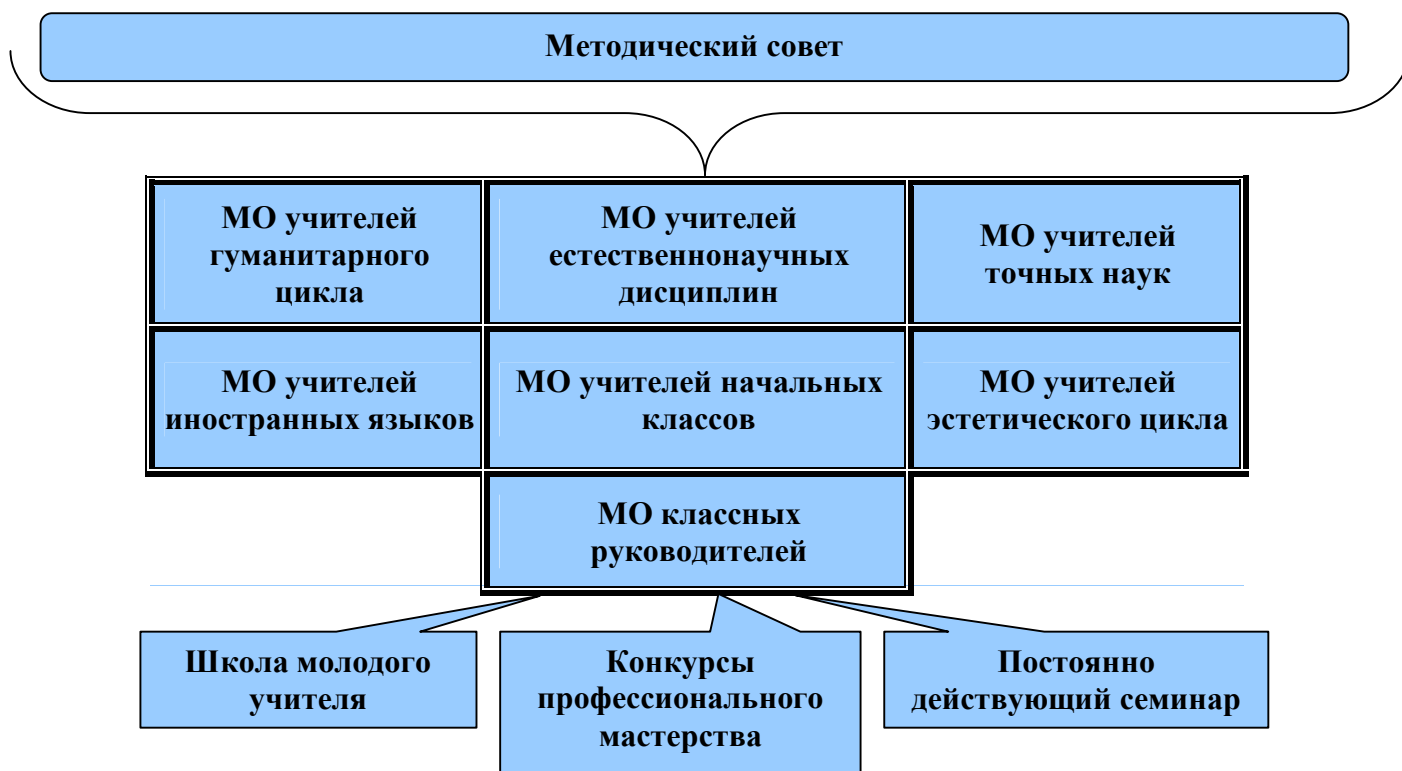 Методический совет
МО учителей
гуманитарного
цикла
МО учителей
естественнонаучных
дисциплин
МО учителей
точных наук
МО учителей
иностранных языков
МО учителей начальных
классов
МО учителей
эстетического цикла
МО классных
руководителей
Школа молодого
учителя
Конкурсы
профессионального
мастерства
Постоянно
действующий семинар